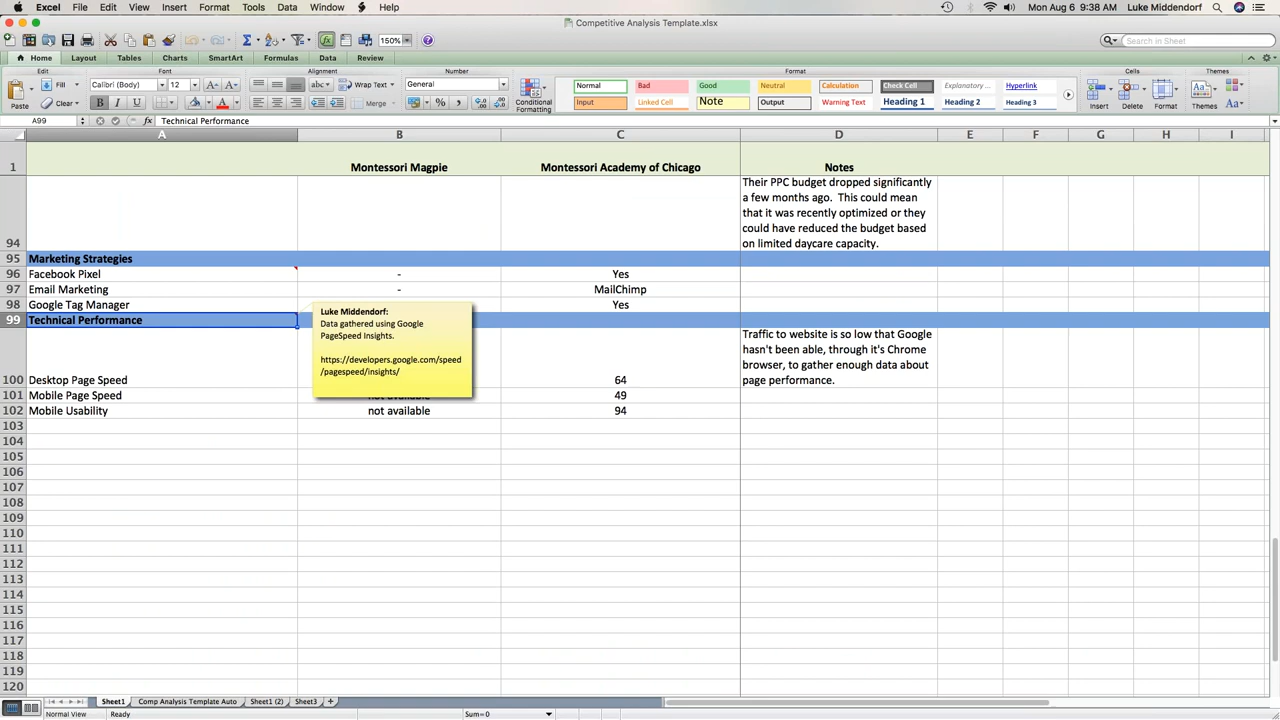 Excel File Edit View Insert Format Tools Data Window Help Mon Aug 6 9:38 AM Luke Middendorf
Competitive Analysis Template.xlsx
150% Search in Sheet
Home Layout Tables Charts SmartArt Formulas Data Review
Edit Font Alignment Number Format Cells Themes
Paste Fill Calibri (Body) 12 abc Wrap Text General Normal Bad Good Neutral Calculation Check Cell Explanatory ... Hyperlink
Clear B I U A Merge % Conditional Formatting Input Linked Cell Note Output Warning Text Heading 1 Heading 2 Heading 3 Insert Delete Format Themes Aa
A99 fx Technical Performance
A B C D E F G H I
1 Montessori Magpie Montessori Academy of Chicago Notes
Their PPC budget dropped significantly
a few months ago. This could mean
that it was recently optimized or they
could have reduced the budget based
94 on limited daycare capacity.
95 Marketing Strategies
96 Facebook Pixel - Yes
97 Email Marketing - MailChimp
98 Google Tag Manager Yes
99 Technical Performance
Luke Middendorf:
Data gathered using Google
PageSpeed Insights.
https://developers.google.com/speed
/pagespeed/insights/
Traffic to website is so low that Google
hasn't been able, through it's Chrome
browser, to gather enough data about
100 Desktop Page Speed 64 page performance.
101 Mobile Page Speed not available 49
102 Mobile Usability not available 94
103
104
105
106
107
108
109
110
111
112
113
114
115
116
117
118
119
120
Sheet1 Comp Analysis Template Auto Sheet1 (2) Sheet3 +
Normal View Ready Sum=0